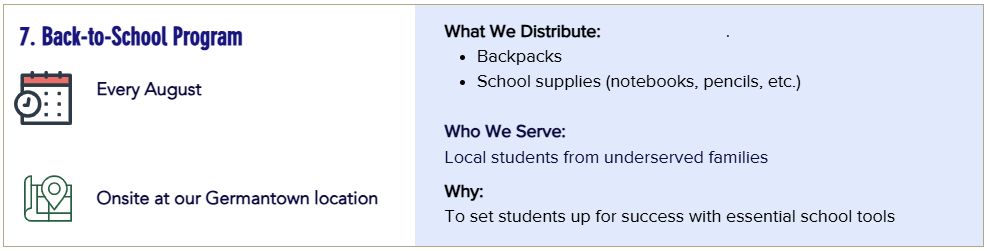 7. Back-to-School Program
Every August
Onsite at our Germantown location
What We Distribute:
.
• Backpacks
• School supplies (notebooks, pencils, etc.)
Who We Serve:
Local students from underserved families
Why:
To set students up for success with essential school tools